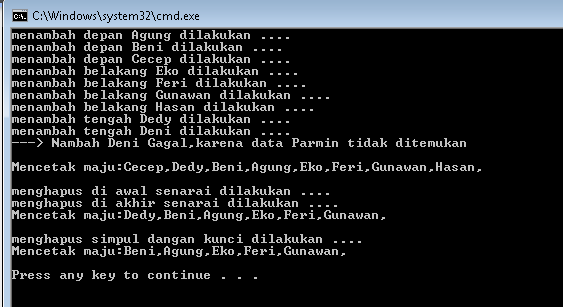 C:\Windows\system32\cmd.exe
menambah depan Agung dilakukan ....
menambah depan Beni dilakukan ....
menambah depan Cecep dilakukan ....
menambah belakang Eko dilakukan ....
menambah belakang Feri dilakukan ....
menambah belakang Gunawan dilakukan ....
menambah belakang Hasan dilakukan ....
menambah tengah Dedy dilakukan ....
menambah tengah Deni dilakukan ....
---> Nambah Deni Gagal,karena data Parmin tidak ditemukan
Mencetak maju:Cecep,Dedy,Beni,Agung,Eko,Feri,Gunawan,Hasan,
menghapus di awal senarai dilakukan ....
menghapus di akhir senarai dilakukan ....
Mencetak maju:Dedy,Beni,Agung,Eko,Feri,Gunawan,
menghapus simpul dangan kunci dilakukan ....
Mencetak maju:Beni,Agung,Eko,Feri,Gunawan,
Press any key to continue . . .